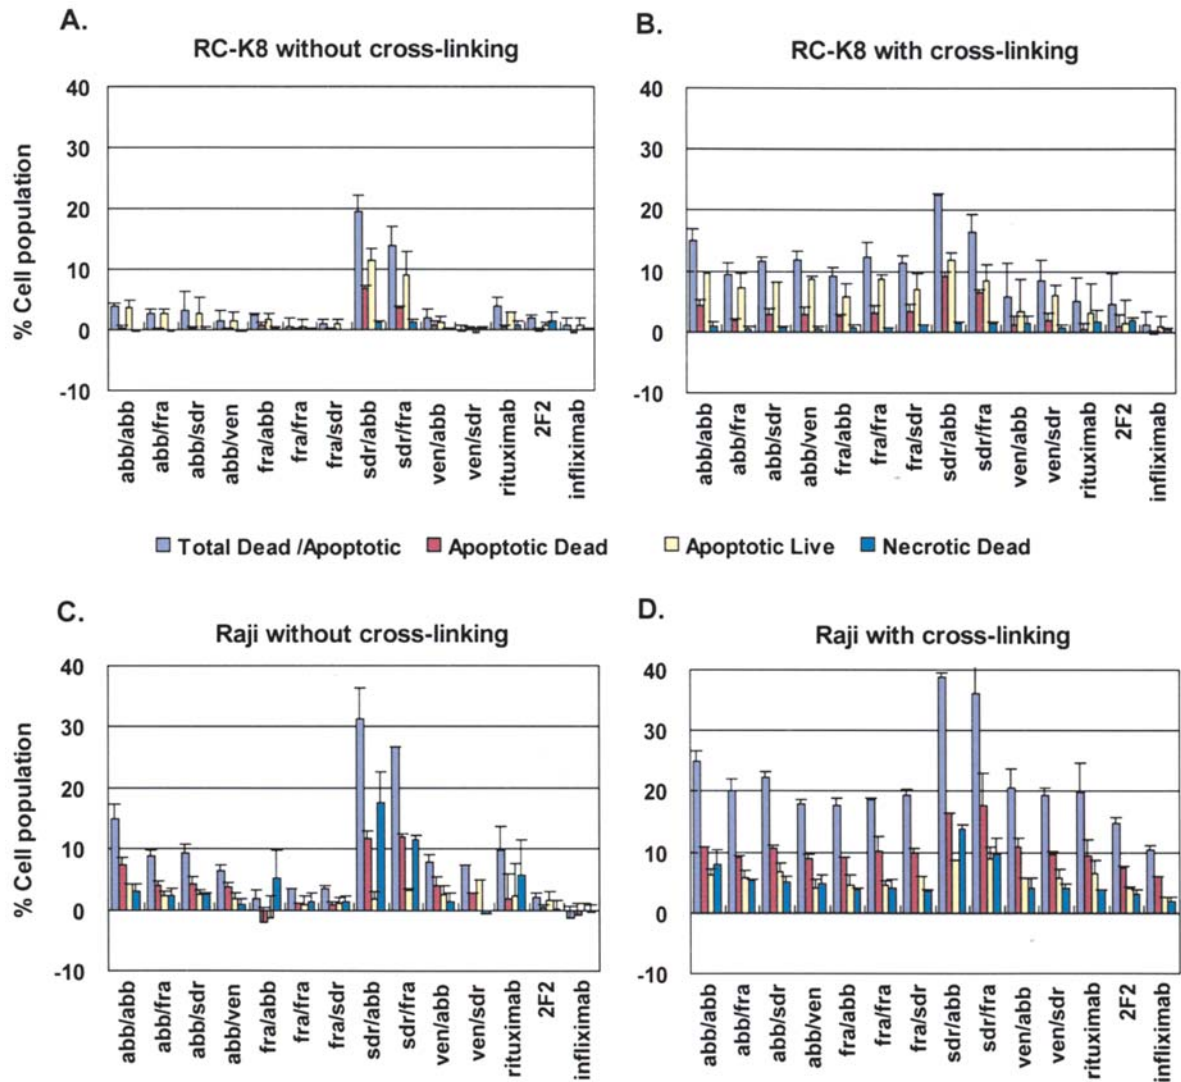 A.
RC-K8 without cross-linking
% Cell population
40
30
20
10
0
-10
abb/abb
abb/fra
abb/sdr
abb/ven
fra/abb
fra/fra
fra/sdr
sdr/abb
sdr/fra
ven/abb
ven/sdr
rituximab
2F2
infliximab
B.
RC-K8 with cross-linking
40
30
20
10
0
-10
abb/abb
abb/fra
abb/sdr
abb/ven
fra/abb
fra/fra
fra/sdr
sdr/abb
sdr/fra
ven/abb
ven/sdr
rituximab
2F2
infliximab
Total Dead /Apoptotic
Apoptotic Dead
Apoptotic Live
Necrotic Dead
C.
Raji without cross-linking
% Cell population
40
30
20
10
0
-10
abb/abb
abb/fra
abb/sdr
abb/ven
fra/abb
fra/fra
fra/sdr
sdr/abb
sdr/fra
ven/abb
ven/sdr
rituximab
2F2
infliximab
D.
Raji with cross-linking
40
30
20
10
0
-10
abb/abb
abb/fra
abb/sdr
abb/ven
fra/abb
fra/fra
fra/sdr
sdr/abb
sdr/fra
ven/abb
ven/sdr
rituximab
2F2
infliximab